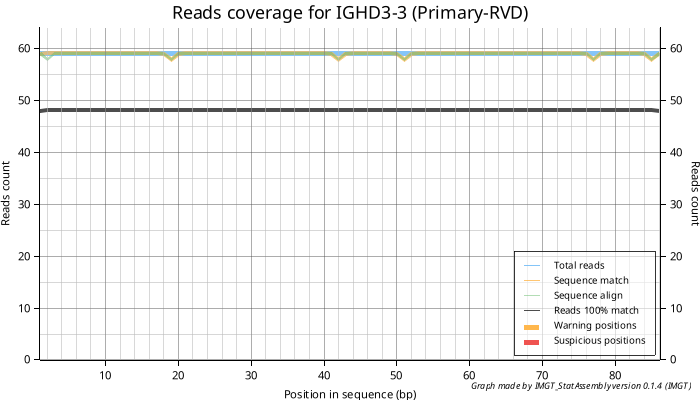 Reads coverage for IGHD3-3 (Primary-RVD)
60
50
40
30
20
10
0
Reads count
60
50
40
30
20
10
0
Reads count
Total reads
Sequence match
Sequence align
Reads 100% match
Warning positions
Suspicious positions
10 20 30 40 50 60 70 80
Position in sequence (bp)
Graph made by IMGT_StatAssembly version 0.1.4 (IMGT)